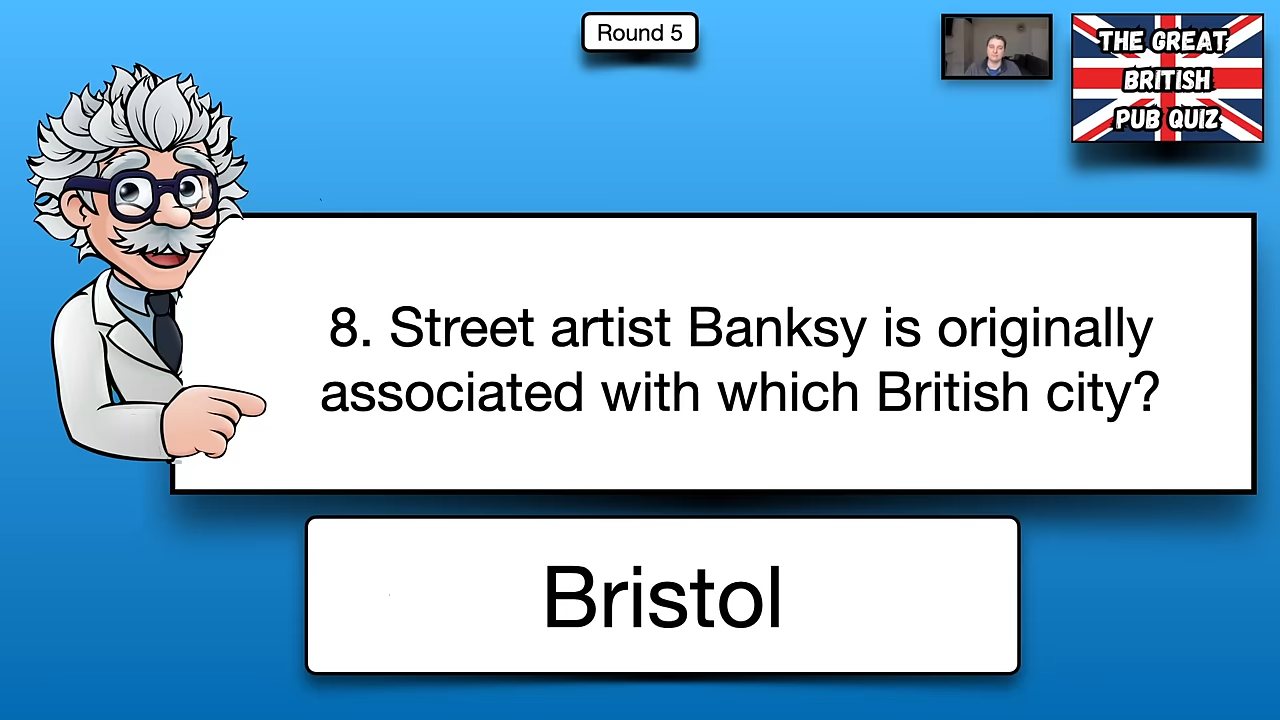 Round 5
THE GREAT
BRITISH
PUB QUIZ
8. Street artist Banksy is originally
associated with which British city?
Bristol